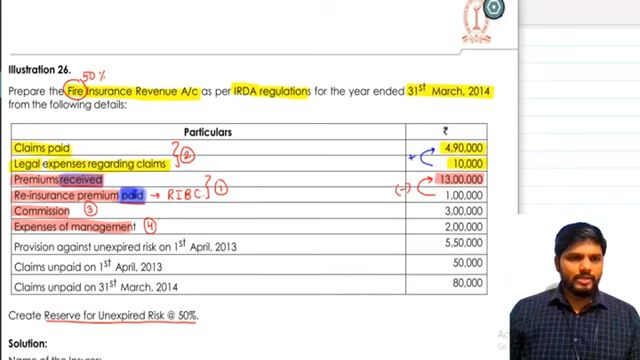 Illustration 26.
50%
Prepare the Fire Insurance Revenue A/c as per IRDA regulations for the year ended 31st March, 2014
from the following details:
Particulars ₹
Claims paid 4,90,000
Legal expenses regarding claims } ② + 10,000
Premiums received 13,00,000
Re-insurance premium paid → RIBC } ① (-) 1,00,000
Commission ③ 3,00,000
Expenses of management ④ 2,00,000
Provision against unexpired risk on 1st April, 2013 5,50,000
Claims unpaid on 1st April, 2013 50,000
Claims unpaid on 31st March, 2014 80,000
Create Reserve for Unexpired Risk @ 50%.
Solution:
Name of the Insurer: